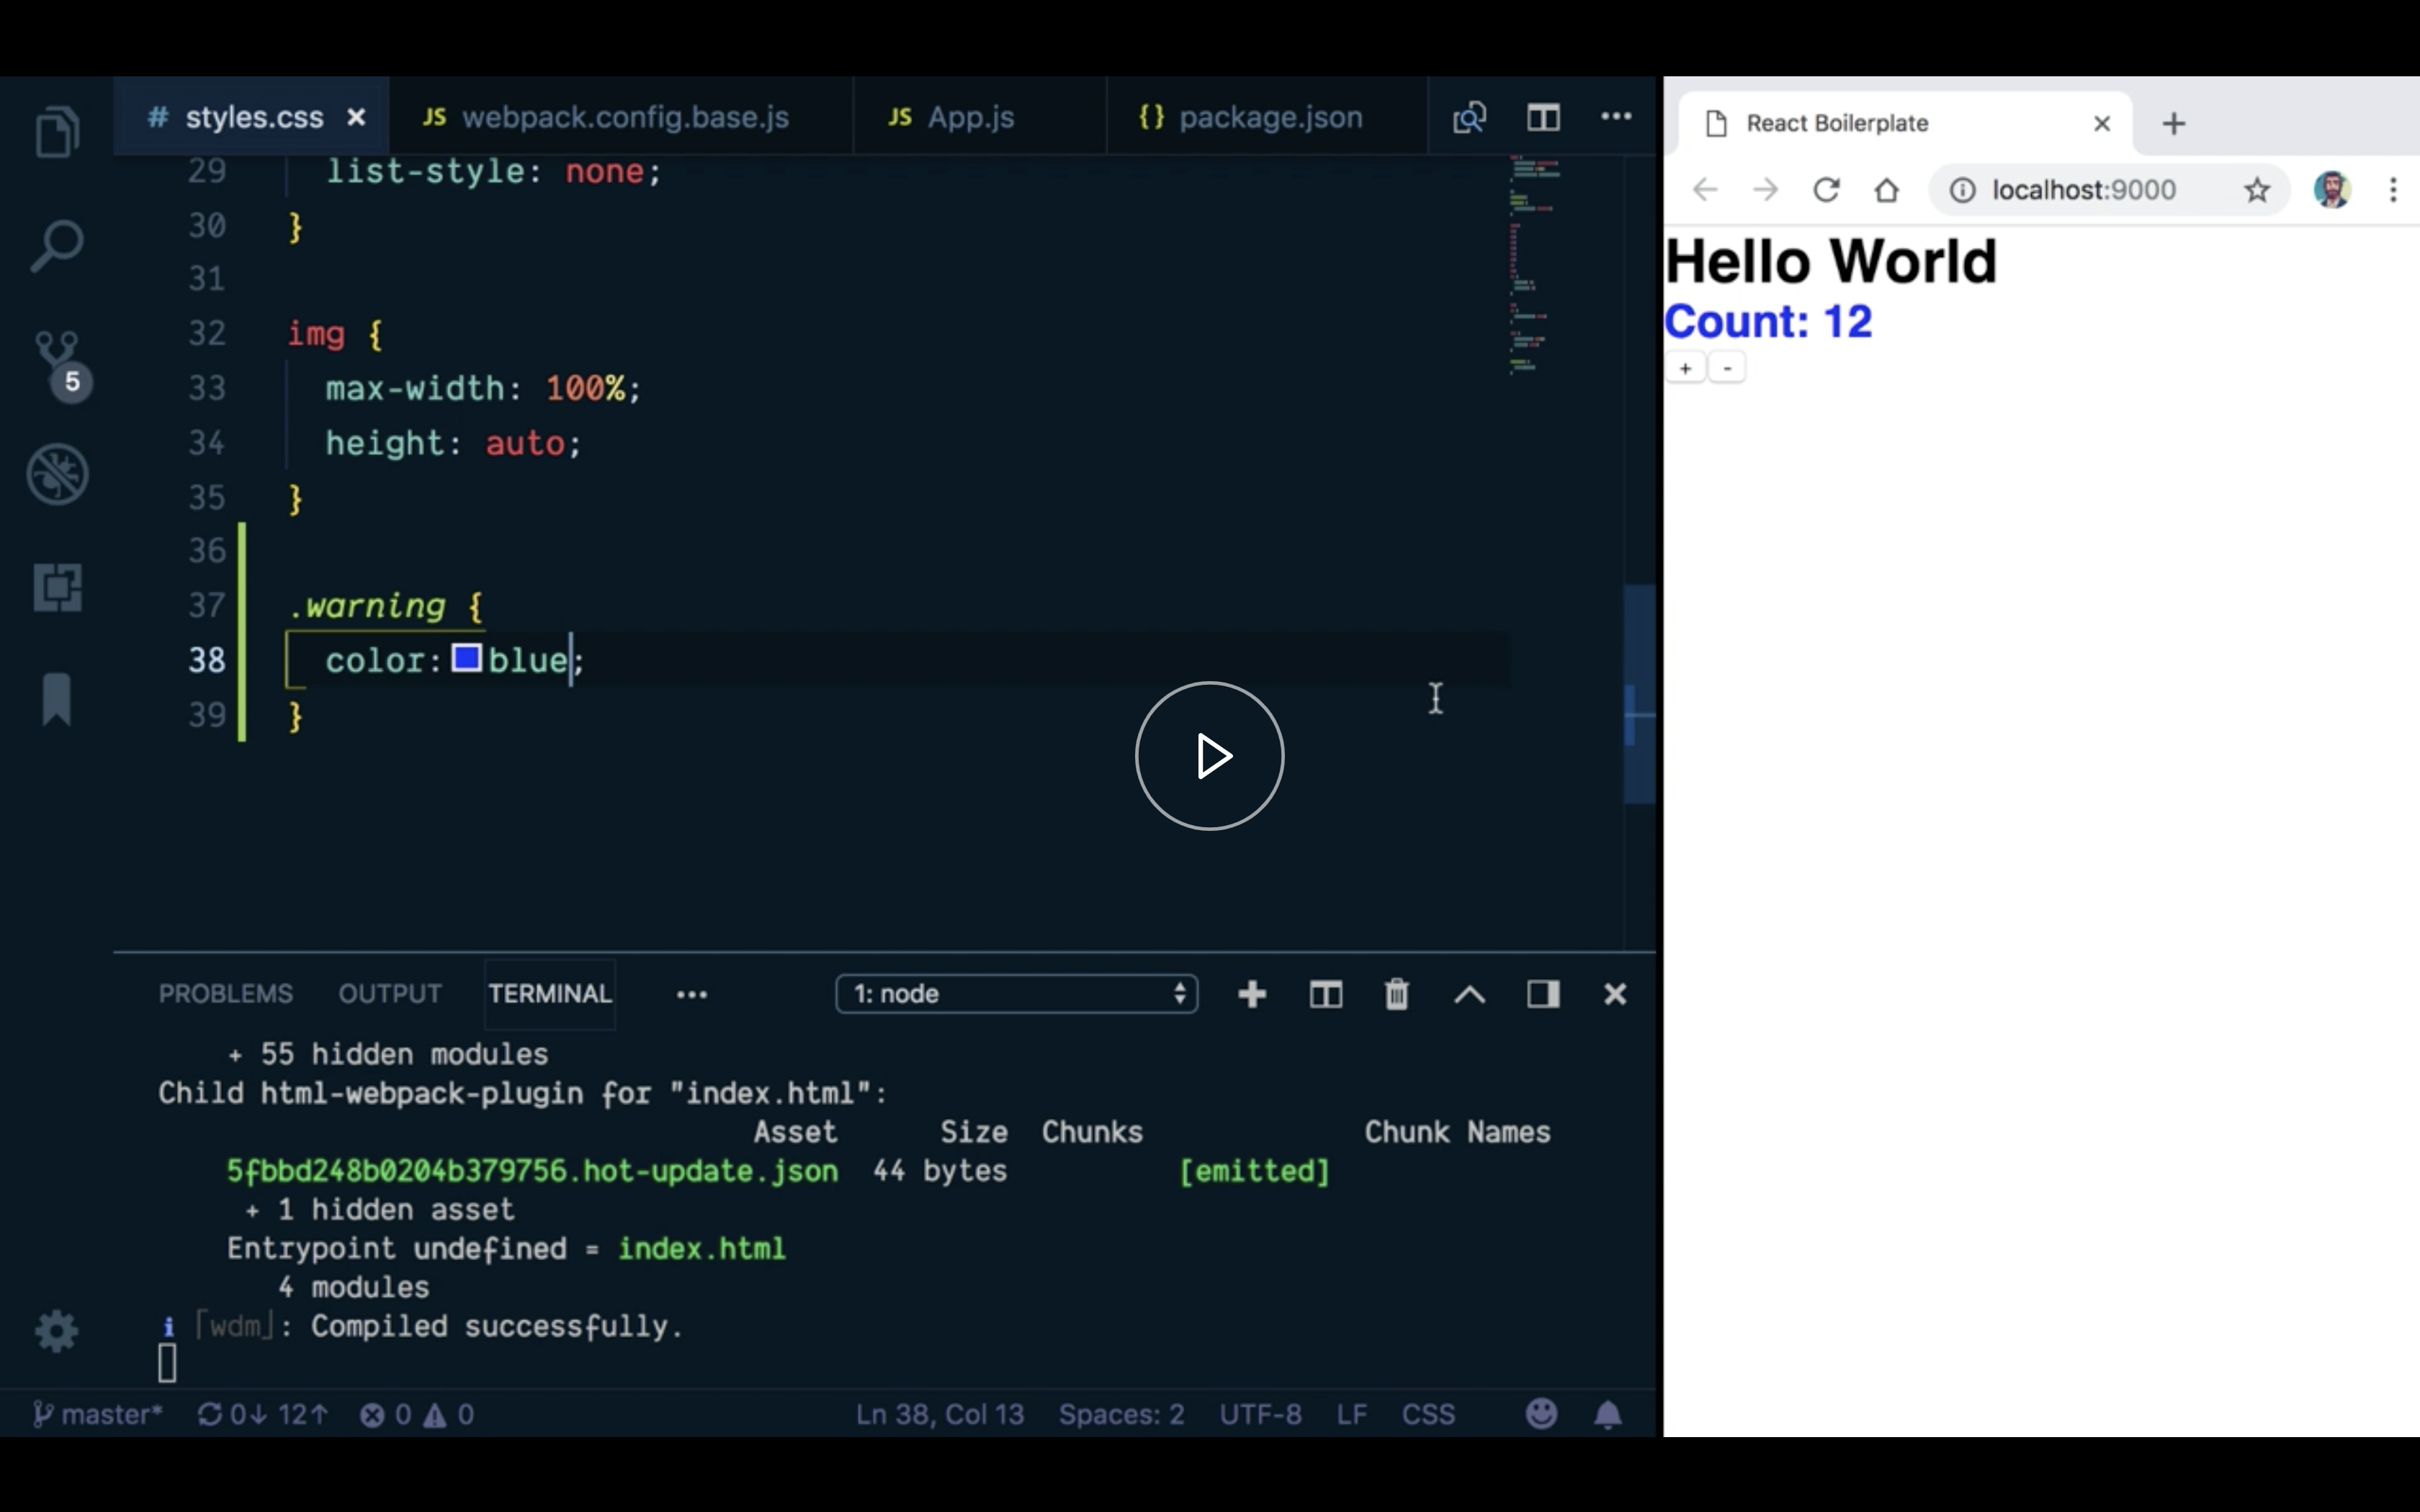 # styles.css × JS webpack.config.base.js JS App.js {} package.json
29 list-style: none;
30 }
31
32 img {
33 max-width: 100%;
34 height: auto;
35 }
36
37 .warning {
38 color: blue;
39 }
5
PROBLEMS OUTPUT TERMINAL ... 1: node
+ 55 hidden modules
Child html-webpack-plugin for "index.html":
Asset Size Chunks Chunk Names
5fbbd248b0204b379756.hot-update.json 44 bytes [emitted]
+ 1 hidden asset
Entrypoint undefined = index.html
4 modules
i ｢wdm｣: Compiled successfully.
master* 0↓ 12↑ 0 0 Ln 38, Col 13 Spaces: 2 UTF-8 LF CSS
React Boilerplate
localhost:9000
Hello World
Count: 12
+ -